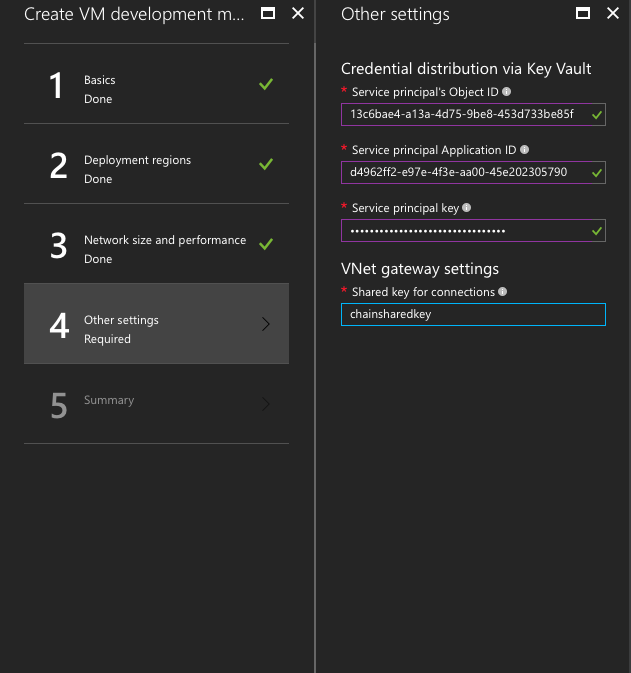 Create VM development m...
1
Basics
Done
2
Deployment regions
Done
3
Network size and performance
Done
4
Other settings
Required
5
Summary
Other settings
Credential distribution via Key Vault
* Service principal's Object ID
13c6bae4-a13a-4d75-9be8-453d733be85f
* Service principal Application ID
d4962ff2-e97e-4f3e-aa00-45e202305790
* Service principal key
•••••••••••••••••••••••••••••••
VNet gateway settings
* Shared key for connections
chainsharedkey